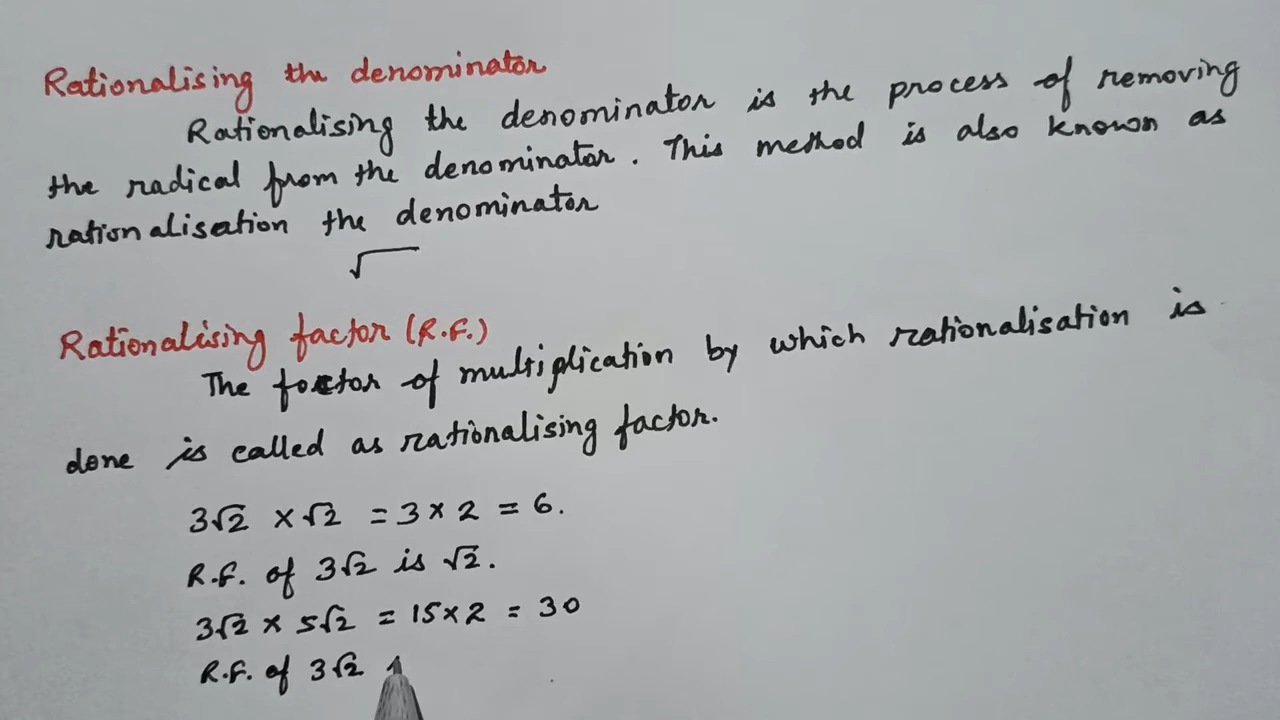 Rationalising the denominator
Rationalising the denominator is the process of removing
the radical from the denominator. This method is also known as
rationalisation the denominator
√
Rationalising factor (R.F.)
The factor of multiplication by which rationalisation is
done is called as rationalising factor.
3√2 × √2 = 3 × 2 = 6.
R.F. of 3√2 is √2.
3√2 × 5√2 = 15 × 2 = 30
R.F. of 3√2